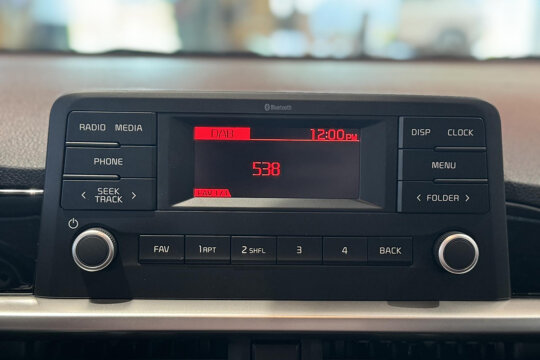 Bluetooth
RADIO MEDIA
PHONE
< SEEK TRACK >
DAB 12:00PM
538
DISP CLOCK
MENU
< FOLDER >
FAV 1 RPT 2 SHFL 3 4 BACK